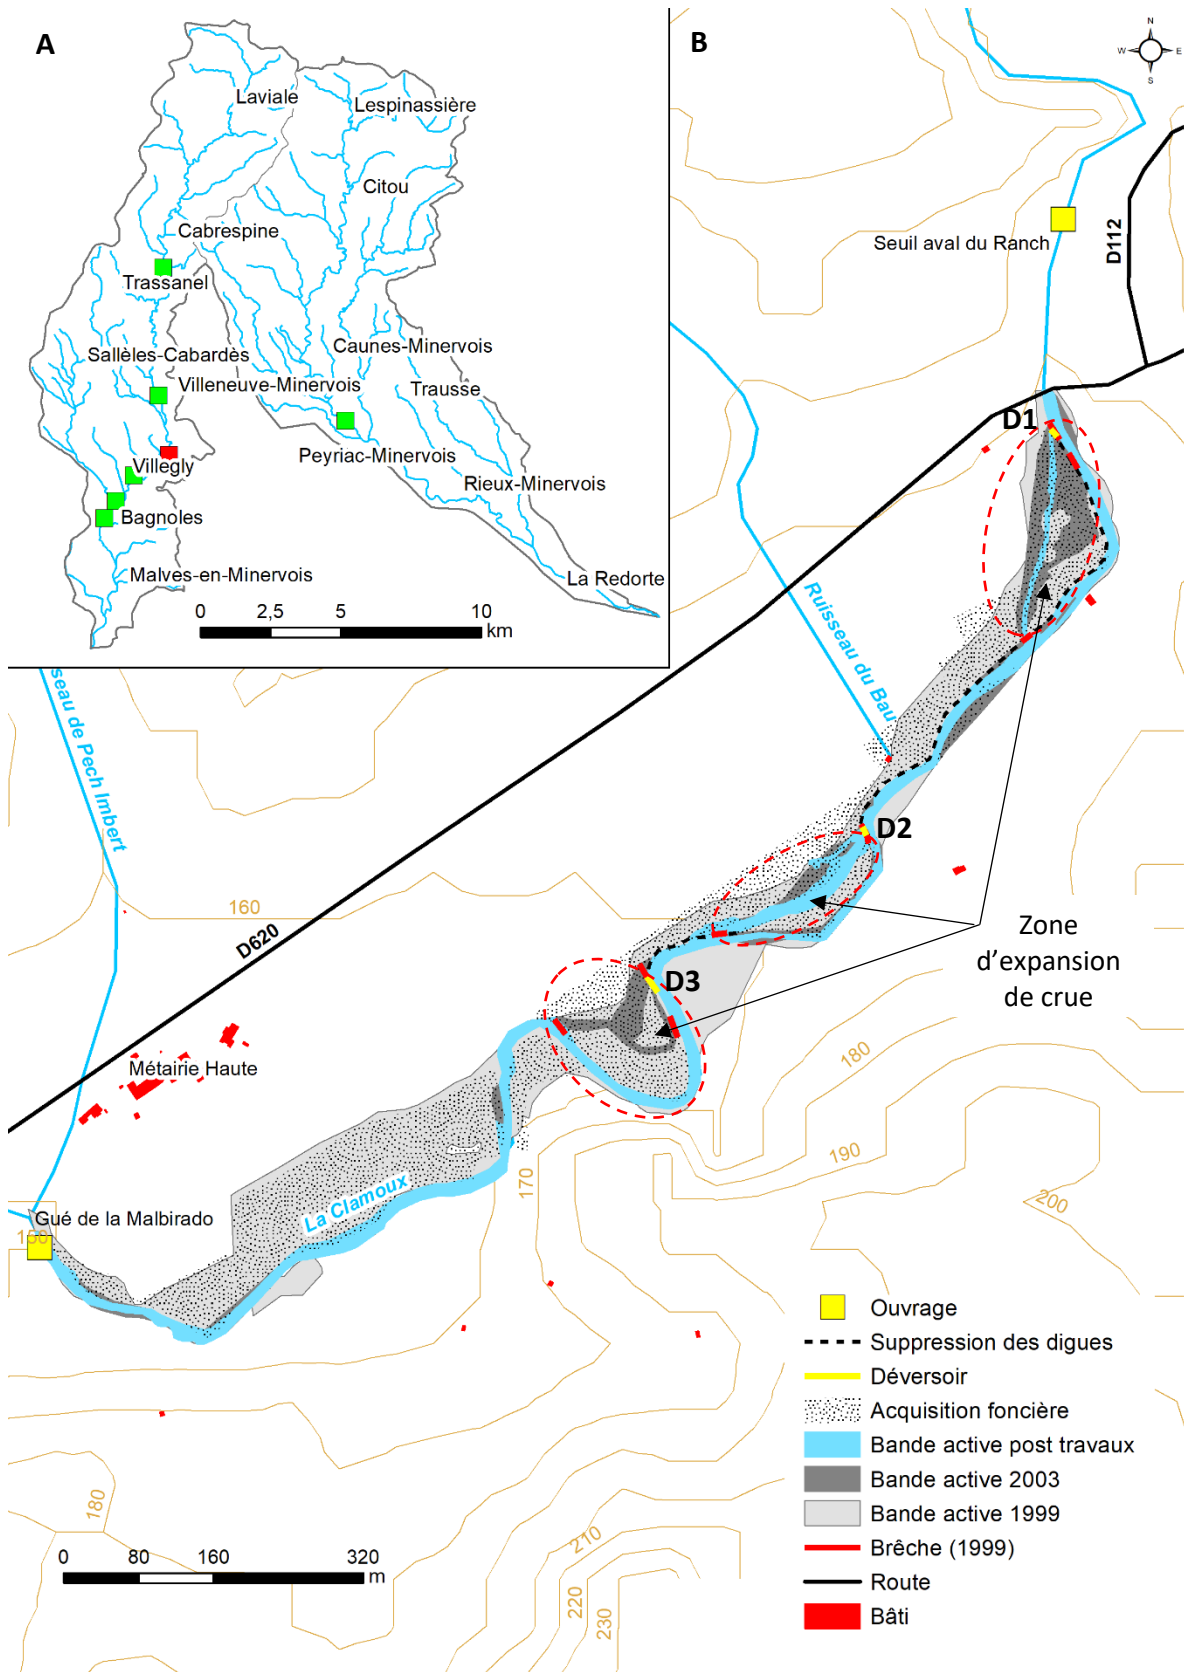 A
Laviale
Lespinassière
Citou
Cabrespine
Trassanel
Sallèles-Cabardès
Caunes-Minervois
Villeneuve-Minervois
Trausse
Peyriac-Minervois
Villegly
Rieux-Minervois
Bagnoles
Malves-en-Minervois
La Redorte
0 2,5 5 10
km
B
N
W E
S
Seuil aval du Ranch
D112
D1
Ruisseau du Bau
seau de Pech Imbert
D2
160
D620
Zone
d'expansion
de crue
D3
180
Métairie Haute
190
170
200
La Clamoux
Gué de la Malbirado
150
Ouvrage
Suppression des digues
Déversoir
Acquisition foncière
Bande active post travaux
Bande active 2003
Bande active 1999
Brêche (1999)
Route
Bâti
180
210
220
230
0 80 160 320
m